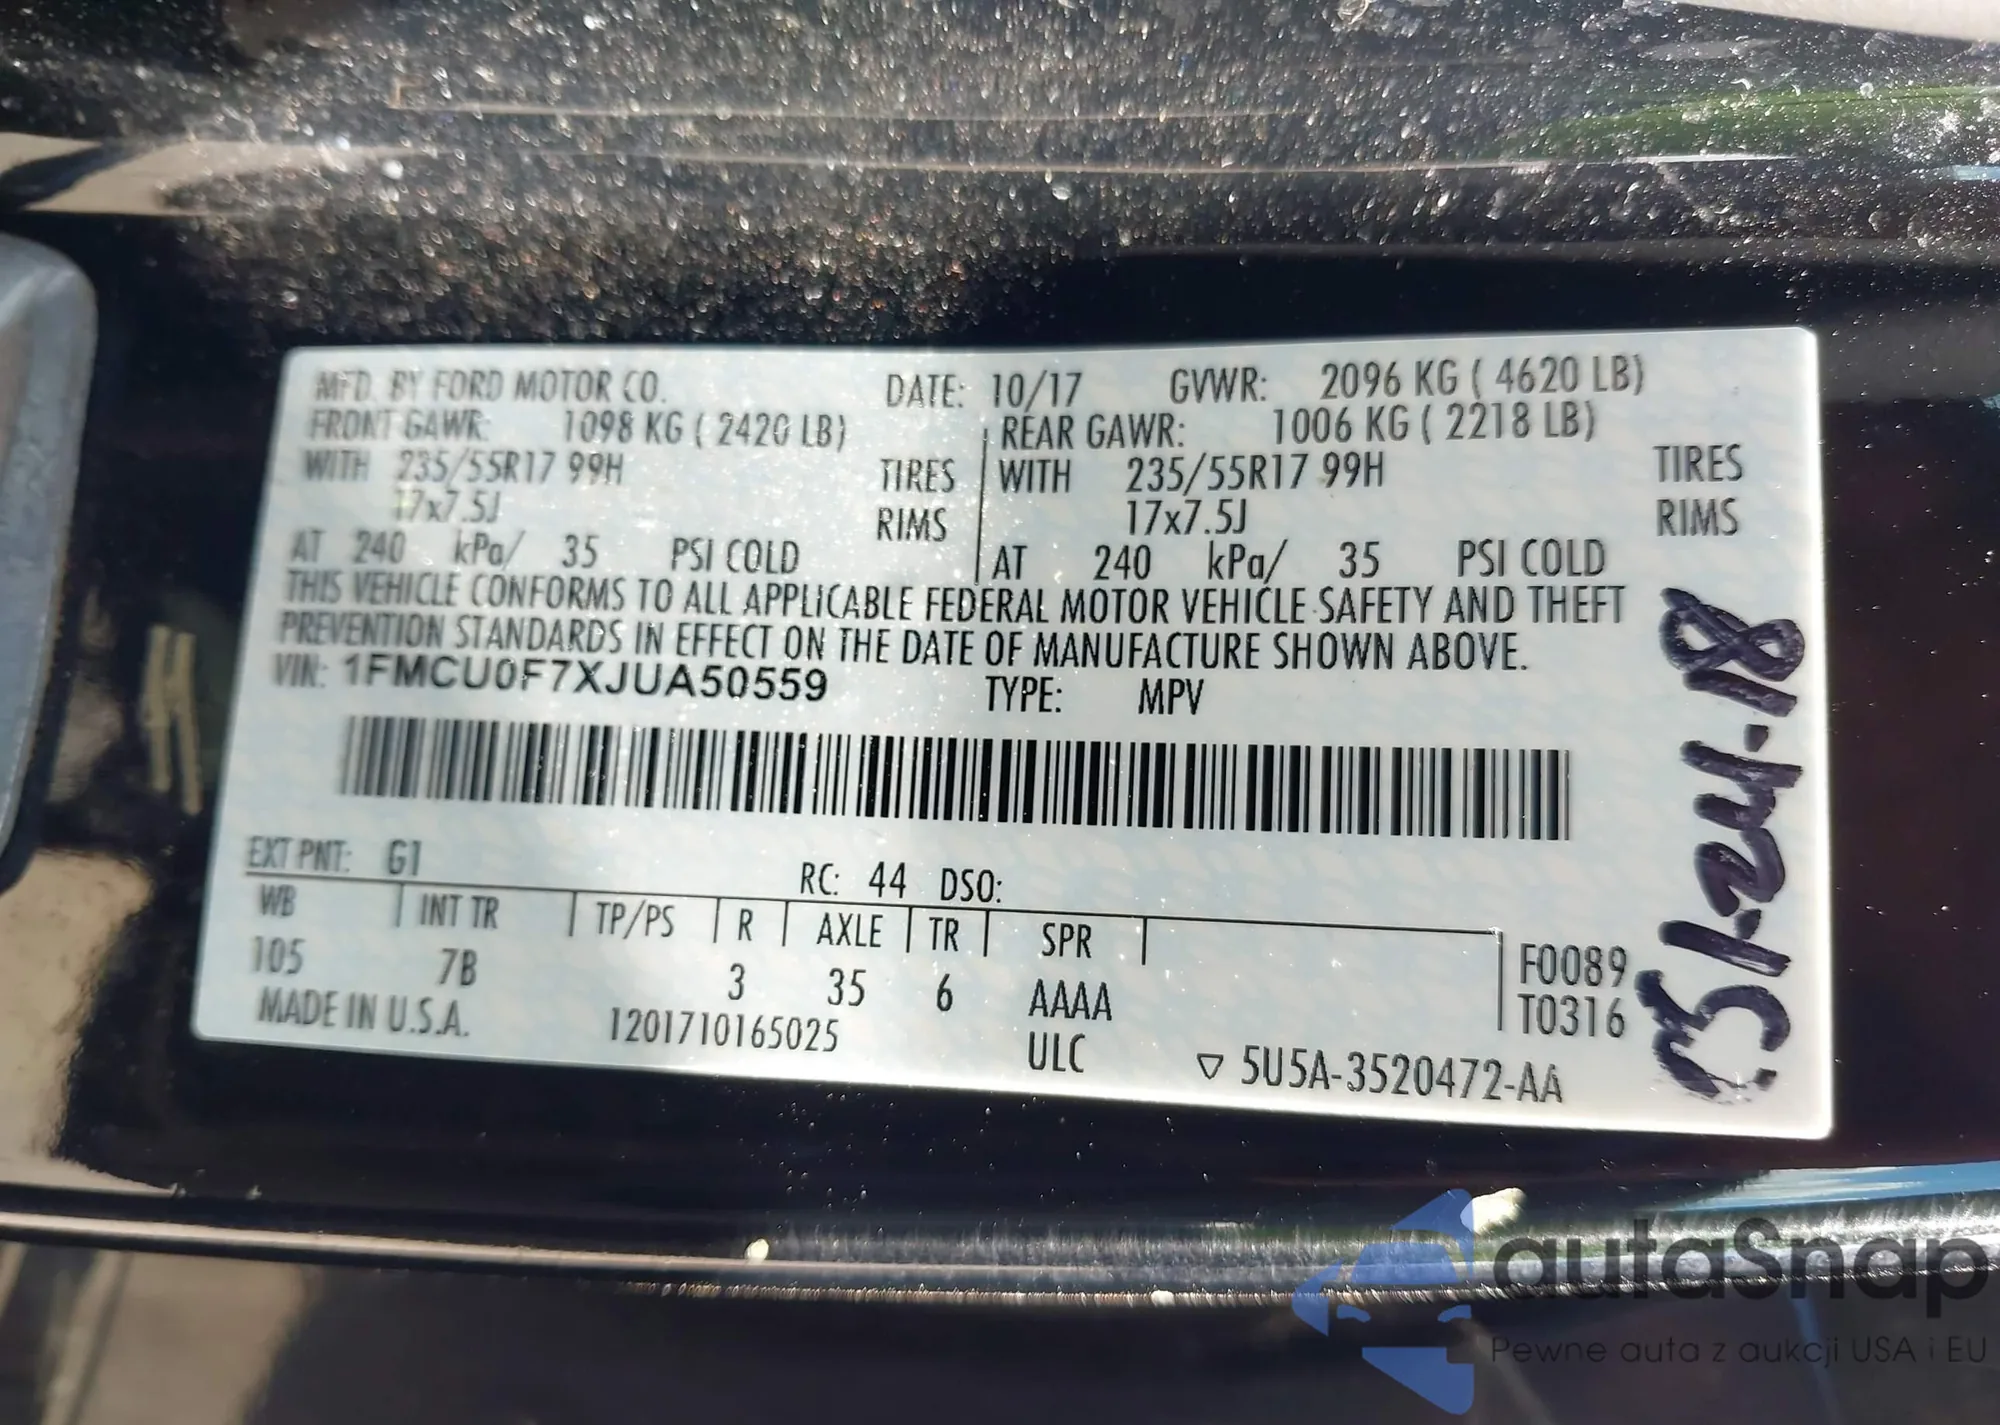 MFD. BY FORD MOTOR CO. DATE: 10/17 GVWR: 2096 KG ( 4620 LB)
FRONT GAWR: 1098 KG ( 2420 LB) REAR GAWR: 1006 KG ( 2218 LB)
WITH 235/55R17 99H TIRES WITH 235/55R17 99H TIRES
17x7.5J RIMS 17x7.5J RIMS
AT 240 kPa/ 35 PSI COLD AT 240 kPa/ 35 PSI COLD
THIS VEHICLE CONFORMS TO ALL APPLICABLE FEDERAL MOTOR VEHICLE SAFETY AND THEFT
PREVENTION STANDARDS IN EFFECT ON THE DATE OF MANUFACTURE SHOWN ABOVE.
VIN: 1FMCU0F7XJUA50559 TYPE: MPV
EXT PNT: G1 RC: 44 DSO:
WB INT TR TP/PS R AXLE TR SPR
105 7B 3 35 6 AAAA
F0089
T0316
MADE IN U.S.A. 1201710165025 ULC ▽ 5U5A-3520472-AA
autaSnap
Pewne auta z aukcji USA i EU